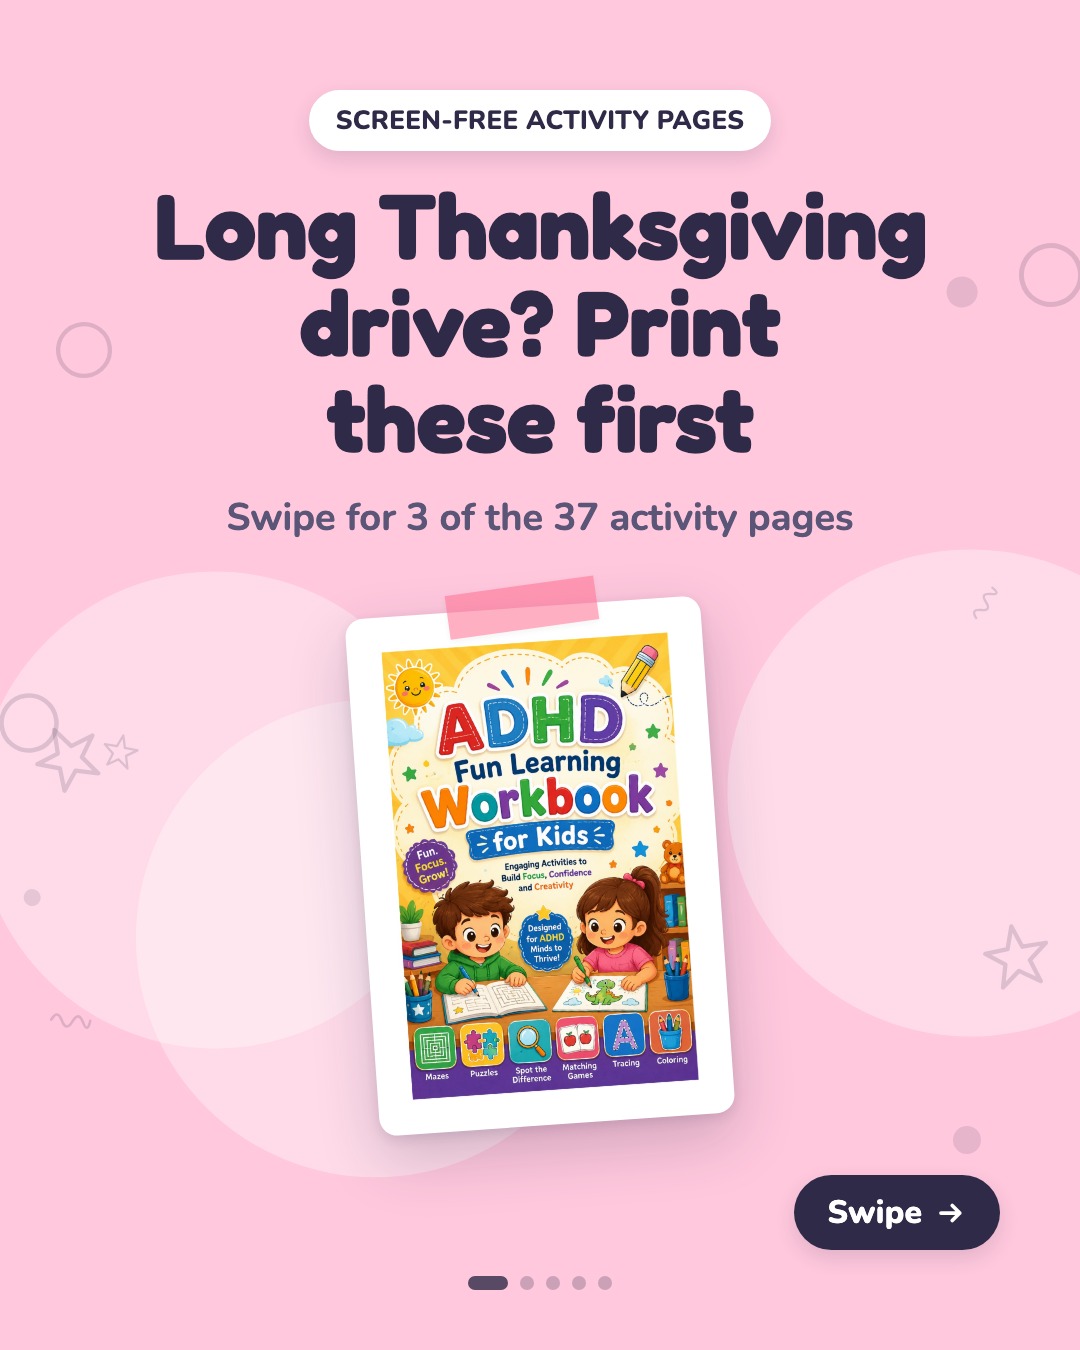 SCREEN-FREE ACTIVITY PAGES
Long Thanksgiving
drive? Print
these first
Swipe for 3 of the 37 activity pages
ADHD
Fun Learning
Workbook
for Kids
Fun.
Focus.
Grow!
Engaging Activities to
Build Focus, Confidence
and Creativity
Designed
for ADHD
Minds to
Thrive!
Mazes
Puzzles
Spot the
Difference
Matching
Games
Tracing
Coloring
Swipe →